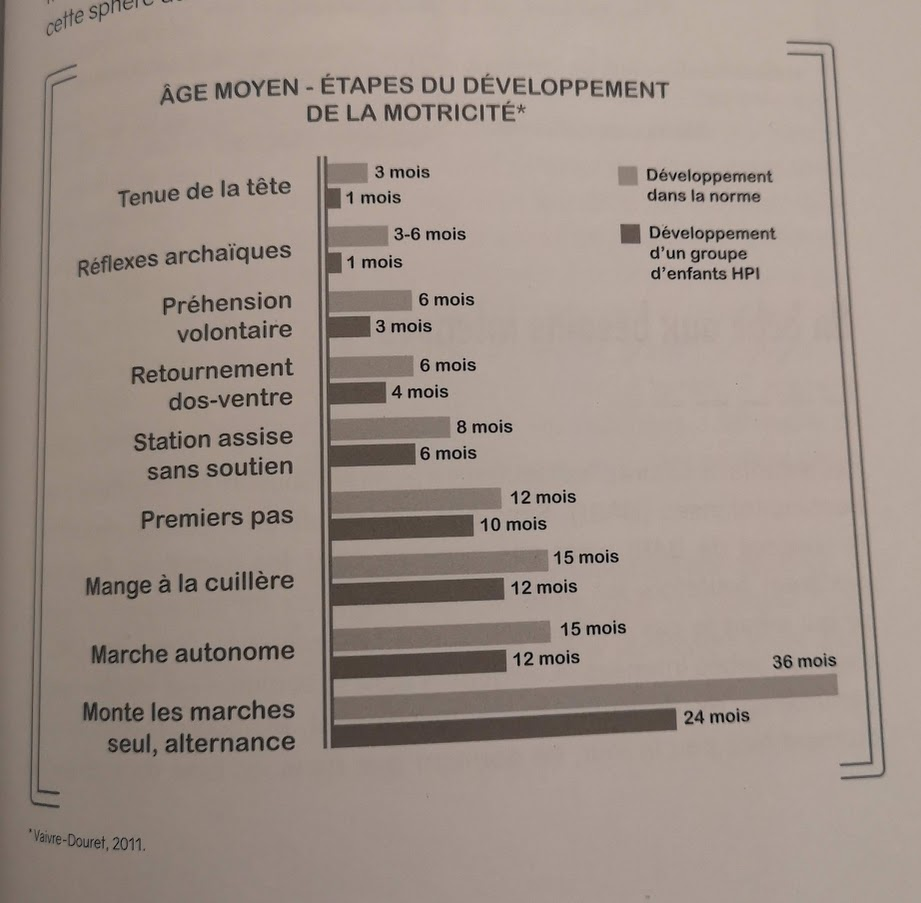 cette sphère
ÂGE MOYEN - ÉTAPES DU DÉVELOPPEMENT
DE LA MOTRICITÉ*
Développement
dans la norme
Développement
d'un groupe
d'enfants HPI
Tenue de la tête
3 mois
1 mois
Réflexes archaïques
3-6 mois
1 mois
Préhension
volontaire
6 mois
3 mois
Retournement
dos-ventre
6 mois
4 mois
Station assise
sans soutien
8 mois
6 mois
Premiers pas
12 mois
10 mois
Mange à la cuillère
15 mois
12 mois
Marche autonome
15 mois
12 mois
Monte les marches
seul, alternance
36 mois
24 mois
*Vaivre-Douret, 2011.